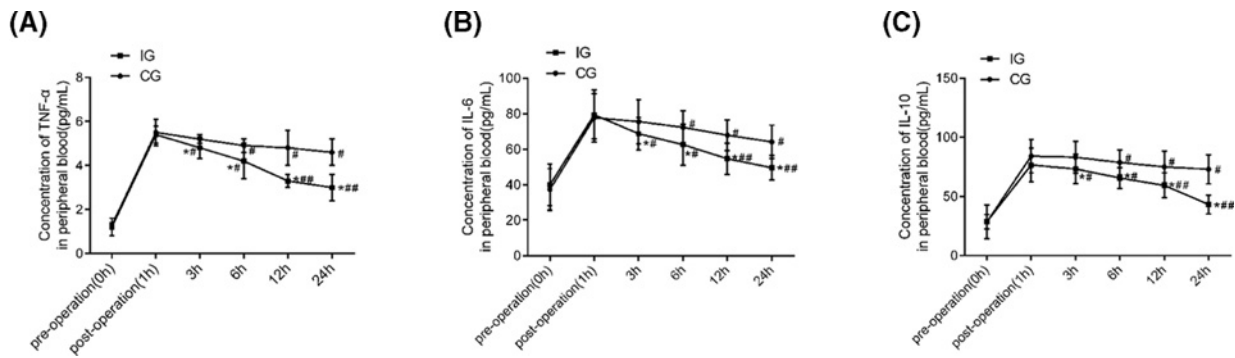 (A)
IG
CG
Concentration of TNF-α
in peripheral blood(pg/mL)
8
6
4
2
0
*#
*#
#
*##
#
*##
#
pre-operation(0h)
post-operation(1h)
3h
6h
12h
24h
(B)
IG
CG
Concentration of IL-6
in peripheral blood(pg/mL)
100
80
60
40
20
0
*#
#
*#
#
*##
#
*##
pre-operation(0h)
post-operation(1h)
3h
6h
12h
24h
(C)
IG
CG
Concentration of IL-10
in peripheral blood(pg/mL)
150
100
50
0
*#
#
*#
#
*##
#
*##
pre-operation(0h)
post-operation(1h)
3h
6h
12h
24h